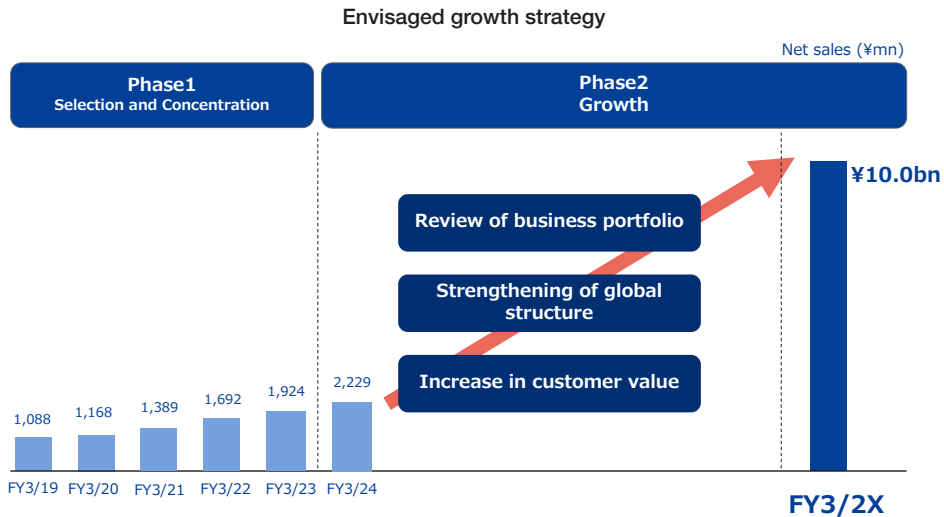 Envisaged growth strategy
Net sales (¥mn)
Phase1
Selection and Concentration
Phase2
Growth
¥10.0bn
Review of business portfolio
Strengthening of global
structure
Increase in customer value
1,088
1,168
1,389
1,692
1,924
2,229
FY3/19
FY3/20
FY3/21
FY3/22
FY3/23
FY3/24
FY3/2X